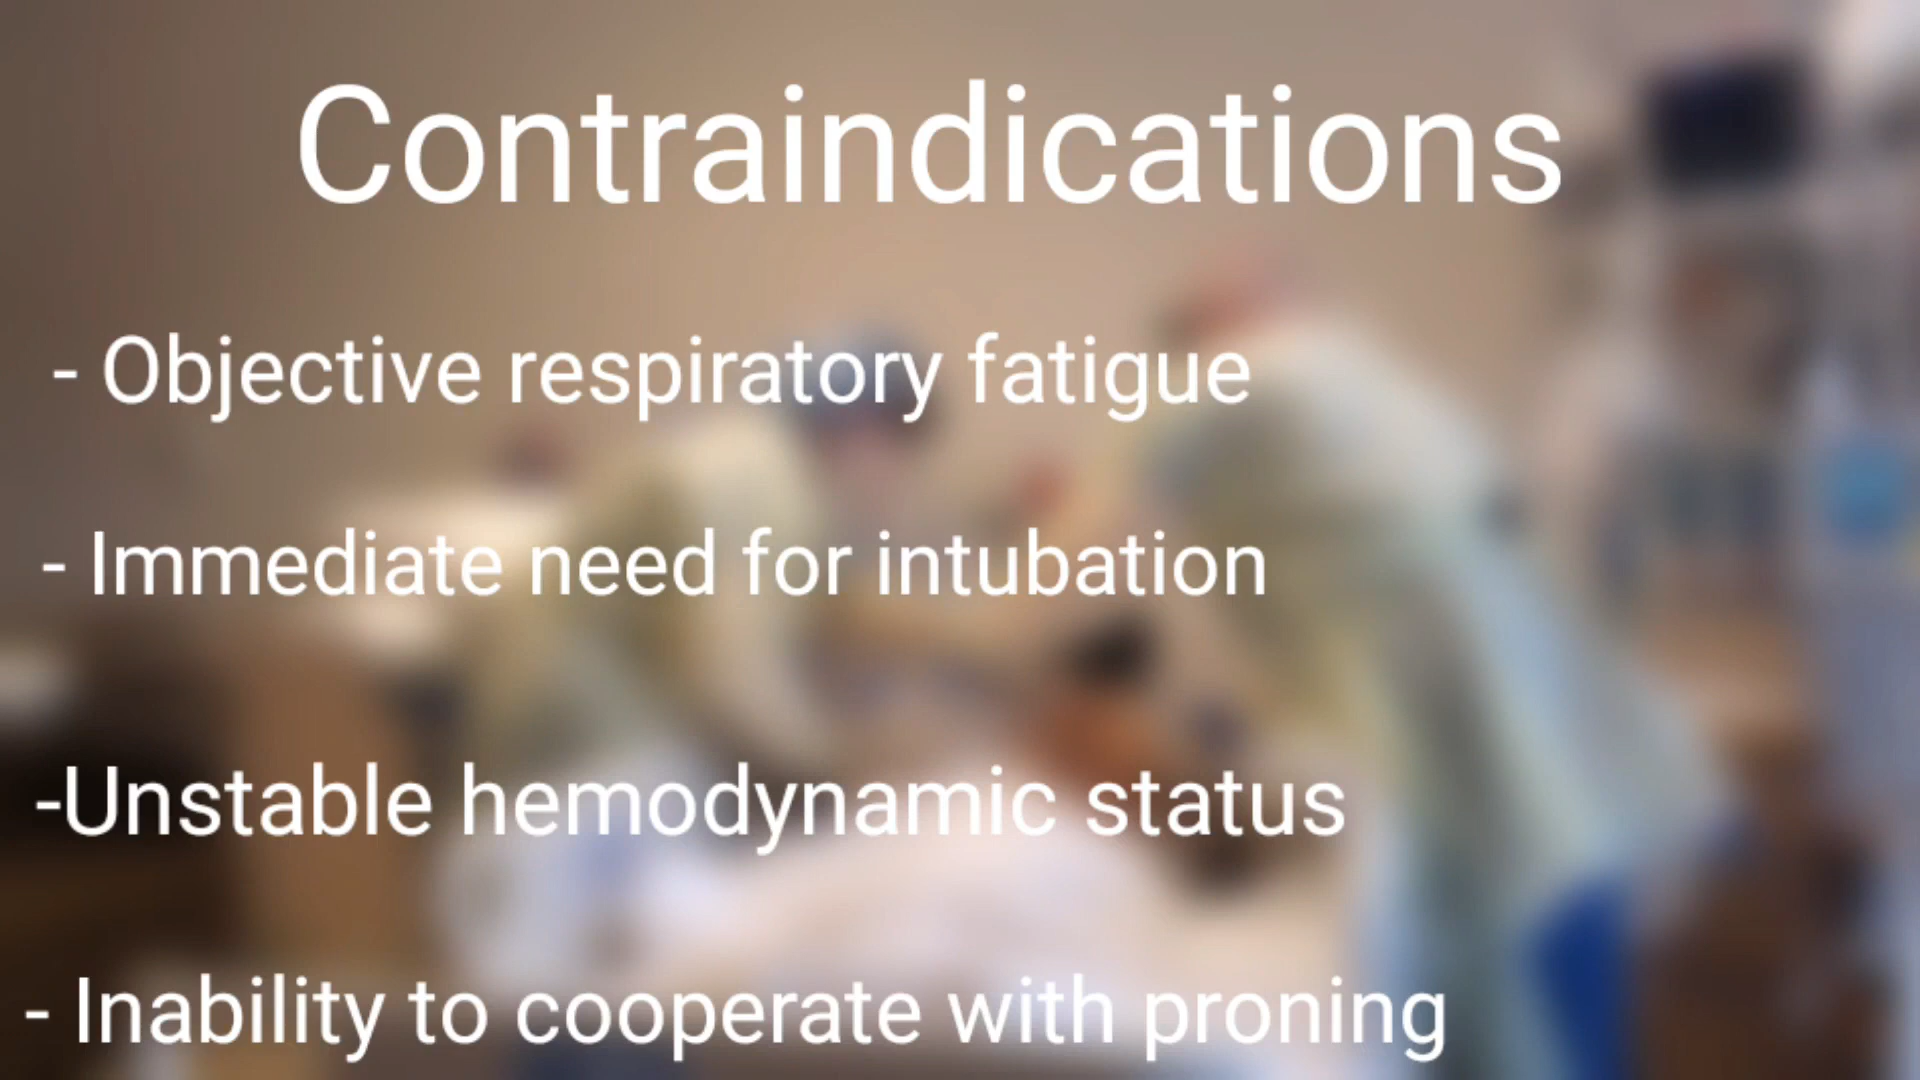 Contraindications
- Objective respiratory fatigue
- Immediate need for intubation
-Unstable hemodynamic status
- Inability to cooperate with proning